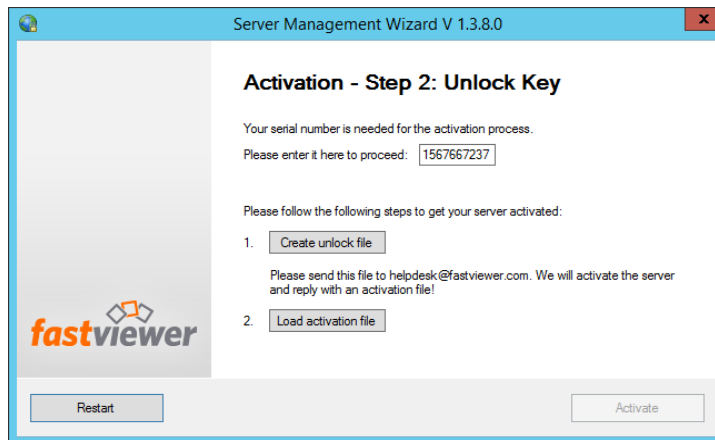 Server Management Wizard V 1.3.8.0
x
Activation - Step 2: Unlock Key
Your serial number is needed for the activation process.
Please enter it here to proceed: 1567667237
Please follow the following steps to get your server activated:
1. Create unlock file
Please send this file to helpdesk@fastviewer.com. We will activate the server
and reply with an activation file!
2. Load activation file
fastviewer
Restart
Activate